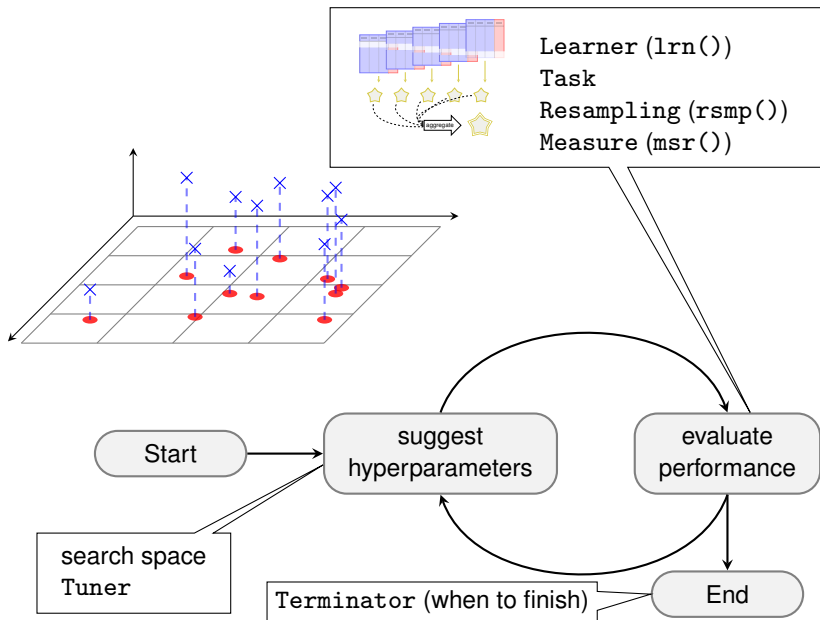 Learner (lrn())
Task
Resampling (rsmp())
Measure (msr())
aggregate
Start
suggest
hyperparameters
evaluate
performance
search space
Tuner
Terminator (when to finish)
End